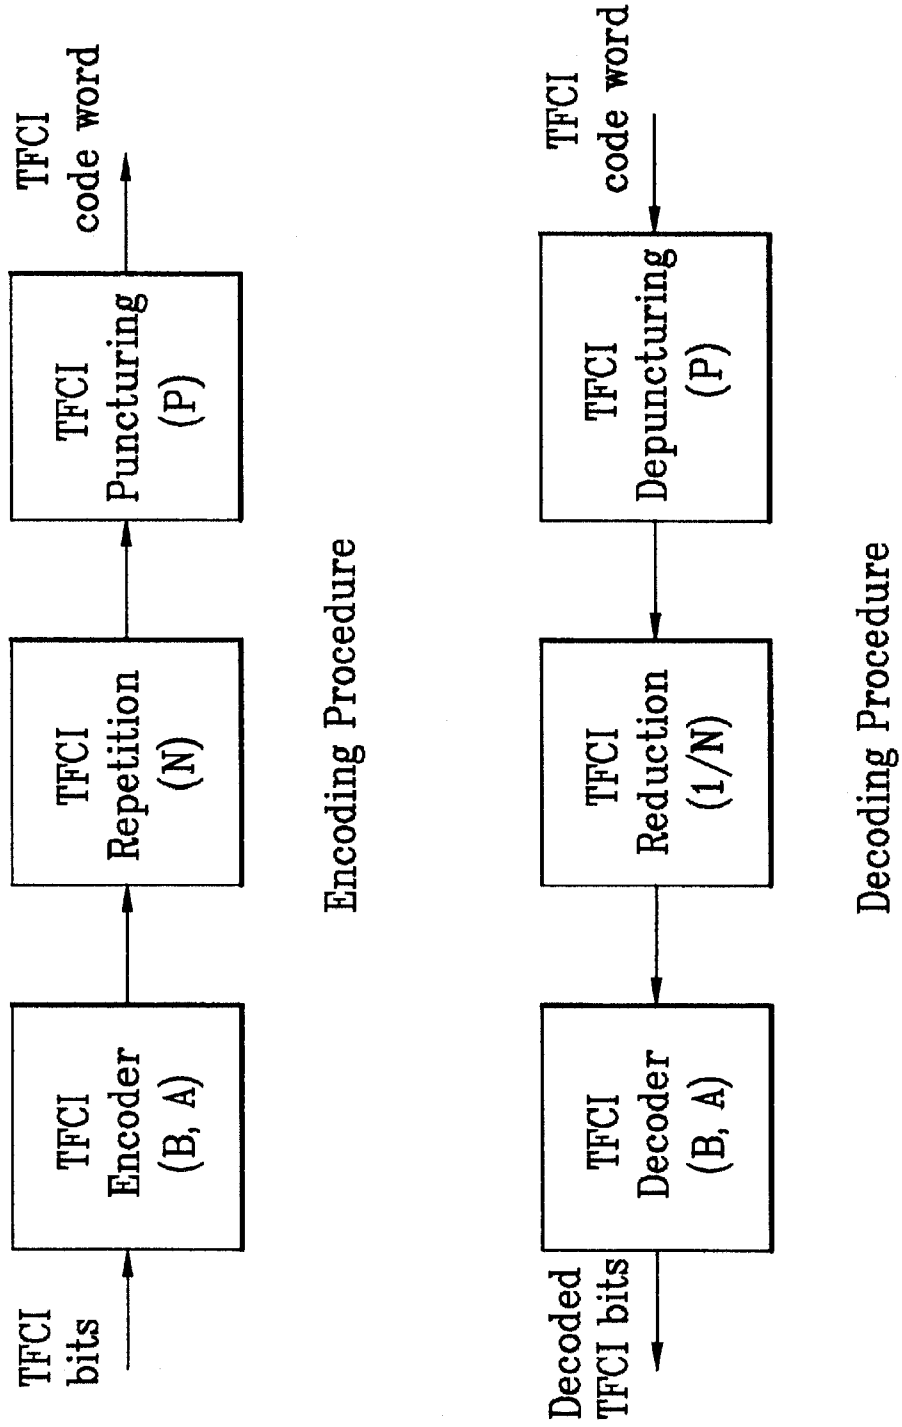 TFCI
bits
TFCI
Encoder
(B, A)
TFCI
Repetition
(N)
TFCI
Puncturing
(P)
TFCI
code word
Encoding Procedure
Decoded
TFCI bits
TFCI
Decoder
(B, A)
TFCI
Reduction
(1/N)
TFCI
Depuncturing
(P)
TFCI
code word
Decoding Procedure